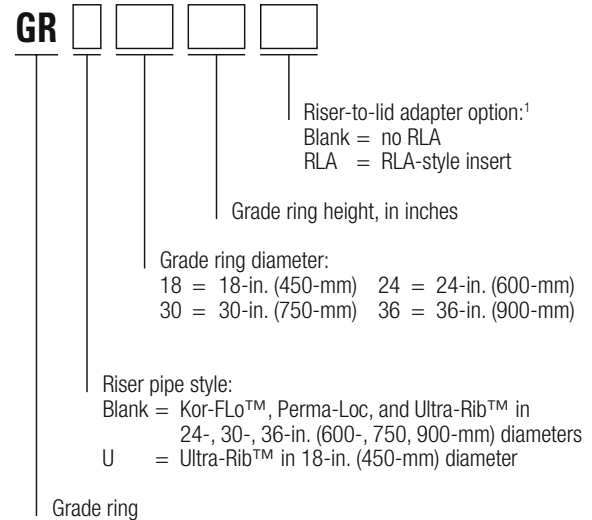 GR
Riser-to-lid adapter option:¹
Blank = no RLA
RLA = RLA-style insert
Grade ring height, in inches
Grade ring diameter:
18 = 18-in. (450-mm) 24 = 24-in. (600-mm)
30 = 30-in. (750-mm) 36 = 36-in. (900-mm)
Riser pipe style:
Blank = Kor-FLo™, Perma-Loc, and Ultra-Rib™ in
24-, 30-, 36-in. (600-, 750, 900-mm) diameters
U = Ultra-Rib™ in 18-in. (450-mm) diameter
Grade ring